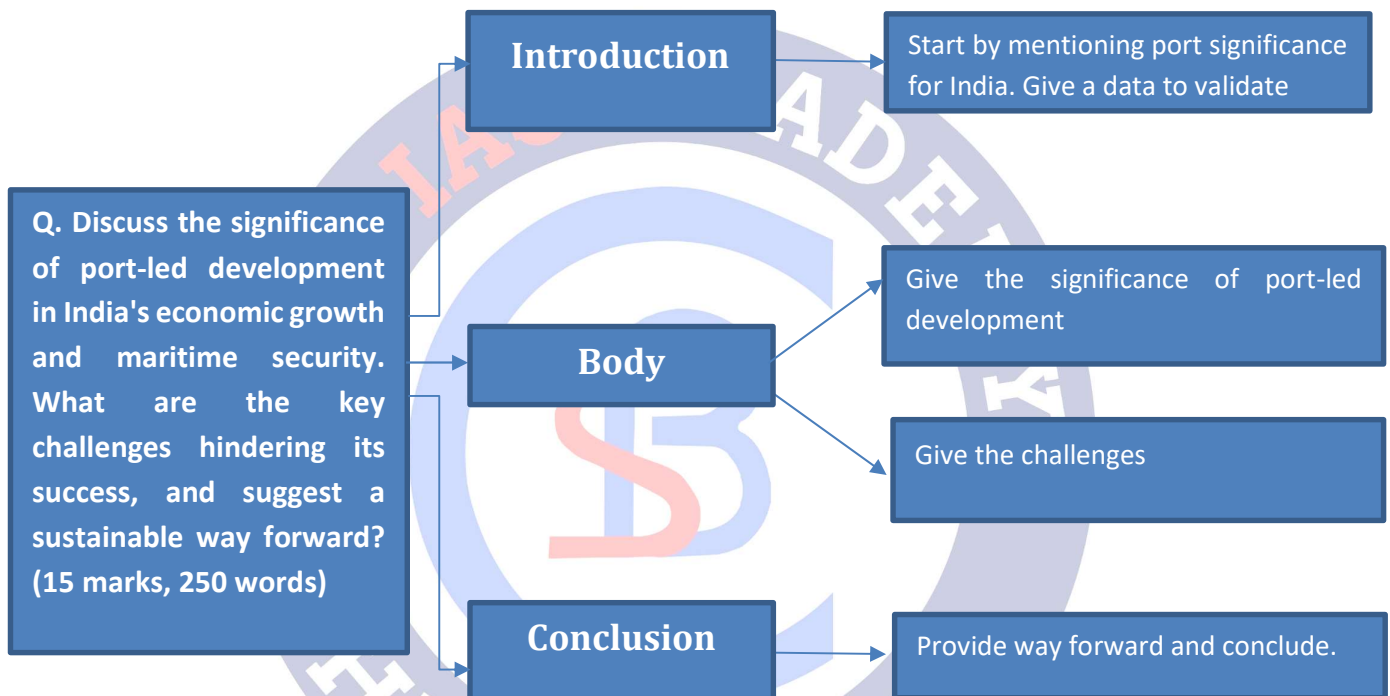 Introduction
Start by mentioning port significance
for India. Give a data to validate
Q. Discuss the significance
of port-led development
in India's economic growth
and maritime security.
What are the key
challenges hindering its
success, and suggest a
sustainable way forward?
(15 marks, 250 words)
Body
Give the significance of port-led
development
Give the challenges
Conclusion
Provide way forward and conclude.